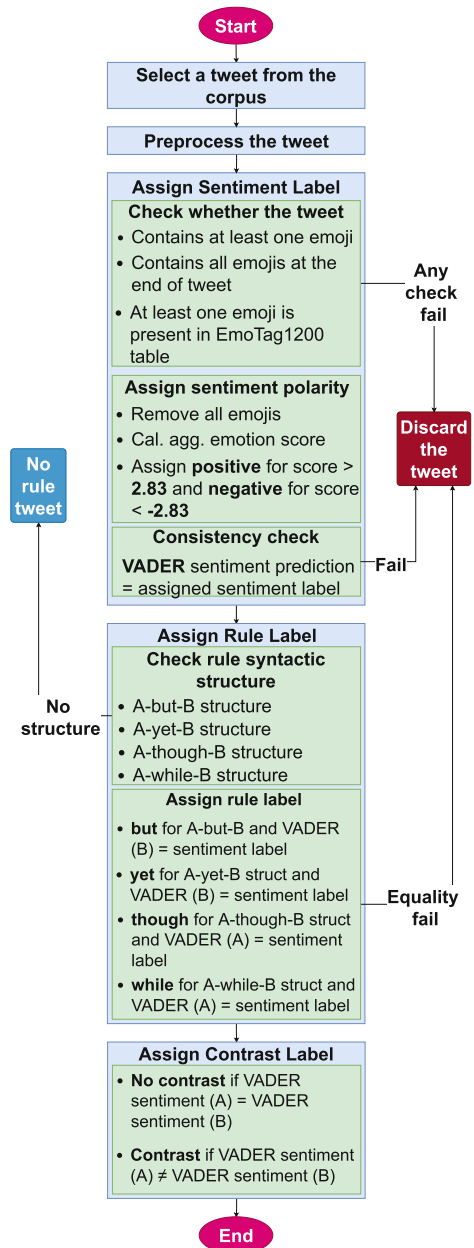 Start
Select a tweet from the
corpus
Preprocess the tweet
Assign Sentiment Label
Check whether the tweet
• Contains at least one emoji
• Contains all emojis at the
end of tweet
• At least one emoji is
present in EmoTag1200
table
Any
check
fail
Assign sentiment polarity
• Remove all emojis
• Cal. agg. emotion score
• Assign positive for score >
2.83 and negative for score
< -2.83
Discard
the
tweet
No
rule
tweet
Consistency check
VADER sentiment prediction
= assigned sentiment label
Fail
Assign Rule Label
Check rule syntactic
structure
• A-but-B structure
• A-yet-B structure
• A-though-B structure
• A-while-B structure
No
structure
Assign rule label
• but for A-but-B and VADER
(B) = sentiment label
• yet for A-yet-B struct and
VADER (B) = sentiment label
• though for A-though-B struct
and VADER (A) = sentiment
label
• while for A-while-B struct and
VADER (A) = sentiment label
Equality
fail
Assign Contrast Label
• No contrast if VADER
sentiment (A) = VADER
sentiment (B)
• Contrast if VADER sentiment
(A) ≠ VADER sentiment (B)
End